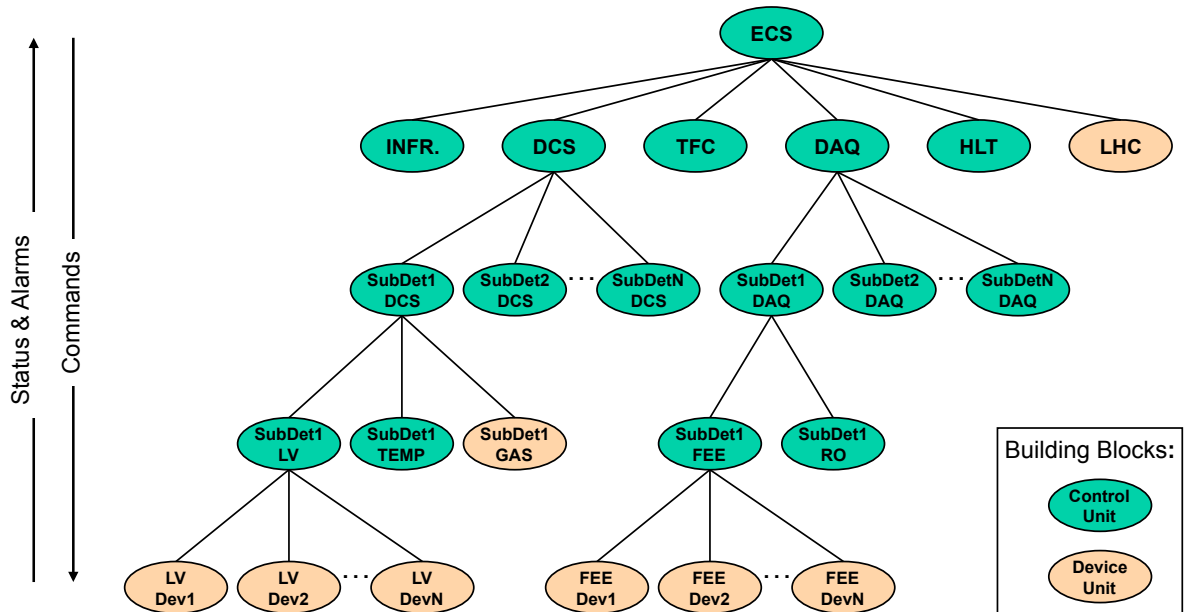 ECS
INFR.
DCS
TFC
DAQ
HLT
LHC
SubDet1
DCS
SubDet2
DCS
...
SubDetN
DCS
SubDet1
DAQ
SubDet2
DAQ
...
SubDetN
DAQ
Status & Alarms
Commands
SubDet1
LV
SubDet1
TEMP
SubDet1
GAS
SubDet1
FEE
SubDet1
RO
LV
Dev1
LV
Dev2
...
LV
DevN
FEE
Dev1
FEE
Dev2
...
FEE
DevN
Building Blocks:
Control
Unit
Device
Unit